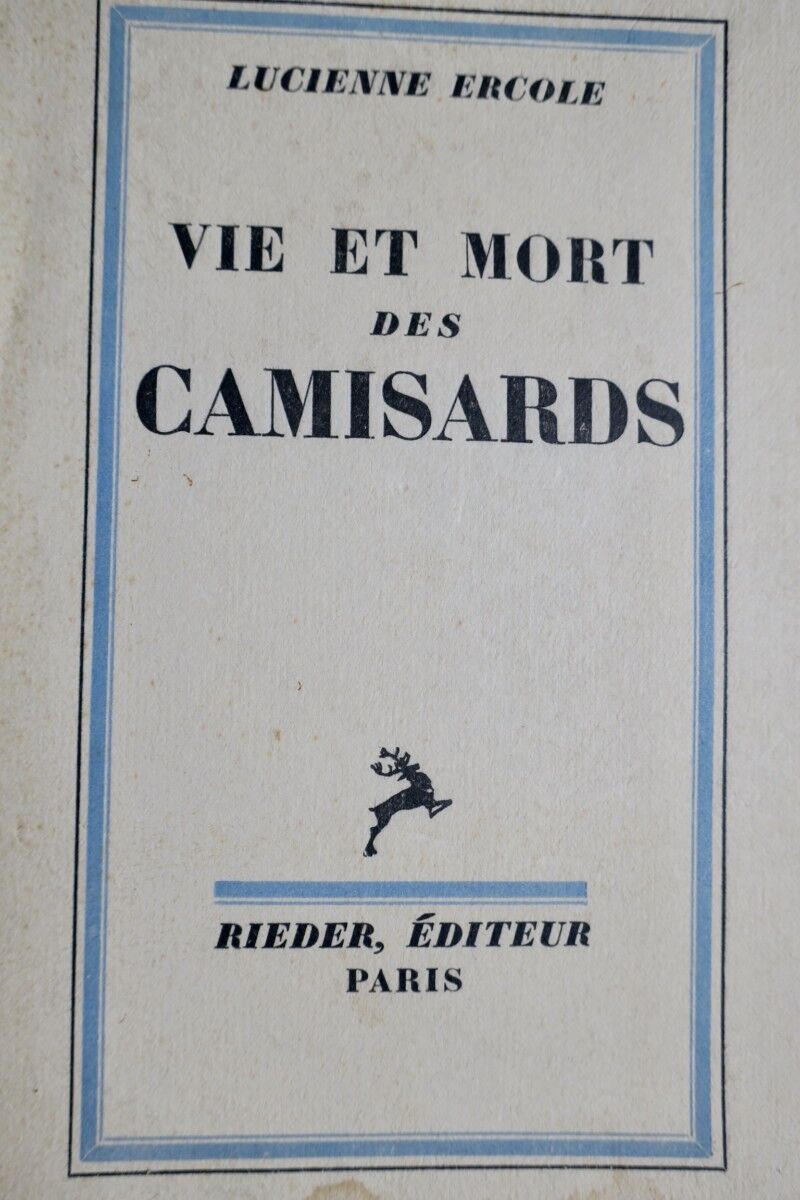 LUCIENNE ERCOLE
VIE ET MORT
DES
CAMISARDS
RIEDER, ÉDITEUR
PARIS